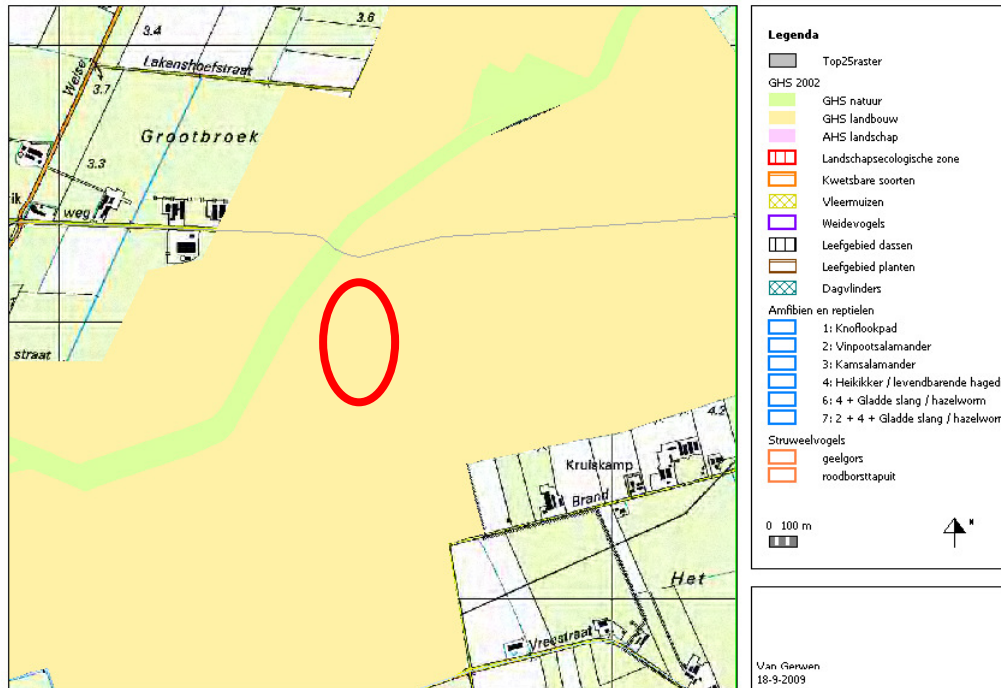 3.6
3.4
Lakenshoefstraat
3.7
Grootbroek
3.3
weg
straat
4.2
Kruiskamp
Brand
Het
Vreestraat
Legenda
Top25raster
GHS 2002
GHS natuur
GHS landbouw
AHS landschap
Landschapsecologische zone
Kwetsbare soorten
Vleermuizen
Weidevogels
Leefgebied dassen
Leefgebied planten
Dagvlinders
Amfibien en reptielen
1: Knoflookpad
2: Vinpootsalamander
3: Kamsalamander
4: Heikikker / levendbarende haged
6: 4 + Gladde slang / hazelworm
7: 2 + 4 + Gladde slang / hazelworm
Struweelvogels
geelgors
roodborsttapuit
0 100 m
Van Gerwen
18-9-2009